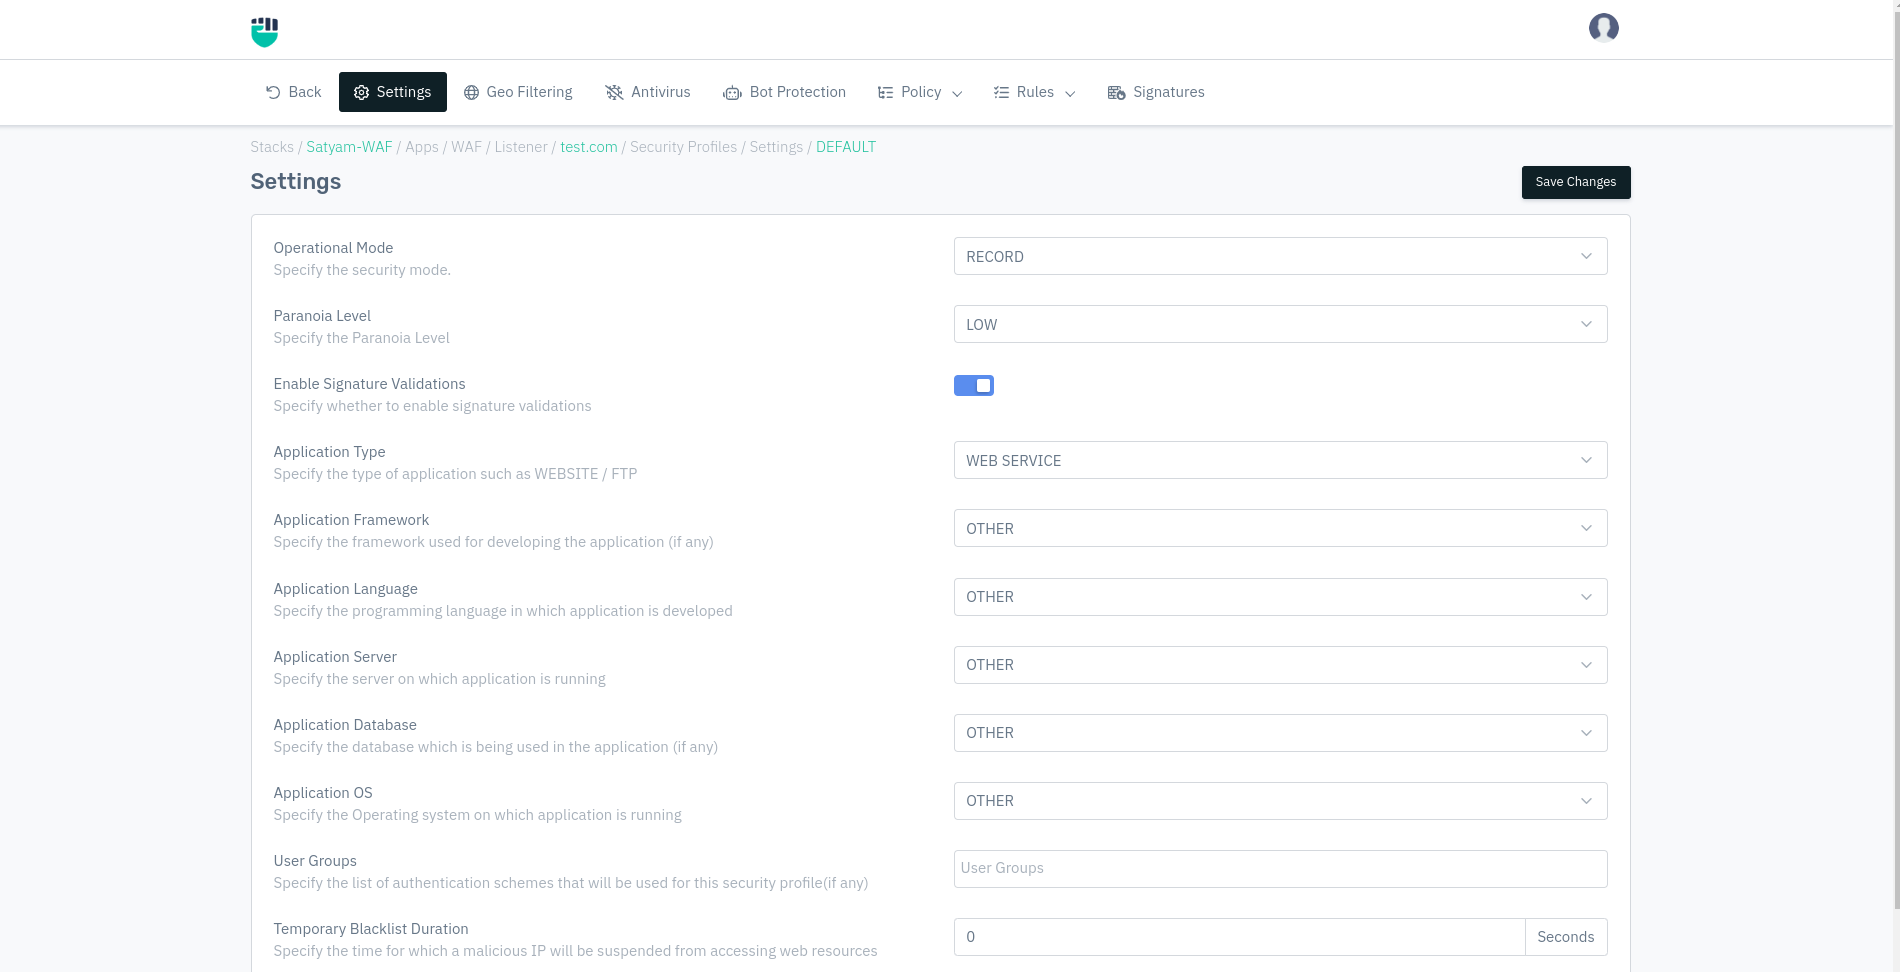 Back Settings Geo Filtering Antivirus Bot Protection Policy Rules Signatures
Stacks / Satyam-WAF / Apps / WAF / Listener / test.com / Security Profiles / Settings / DEFAULT
Settings
Save Changes
Operational Mode
Specify the security mode.
RECORD
Paranoia Level
Specify the Paranoia Level
LOW
Enable Signature Validations
Specify whether to enable signature validations
Application Type
Specify the type of application such as WEBSITE / FTP
WEB SERVICE
Application Framework
Specify the framework used for developing the application (if any)
OTHER
Application Language
Specify the programming language in which application is developed
OTHER
Application Server
Specify the server on which application is running
OTHER
Application Database
Specify the database which is being used in the application (if any)
OTHER
Application OS
Specify the Operating system on which application is running
OTHER
User Groups
Specify the list of authentication schemes that will be used for this security profile(if any)
User Groups
Temporary Blacklist Duration
Specify the time for which a malicious IP will be suspended from accessing web resources
0 Seconds